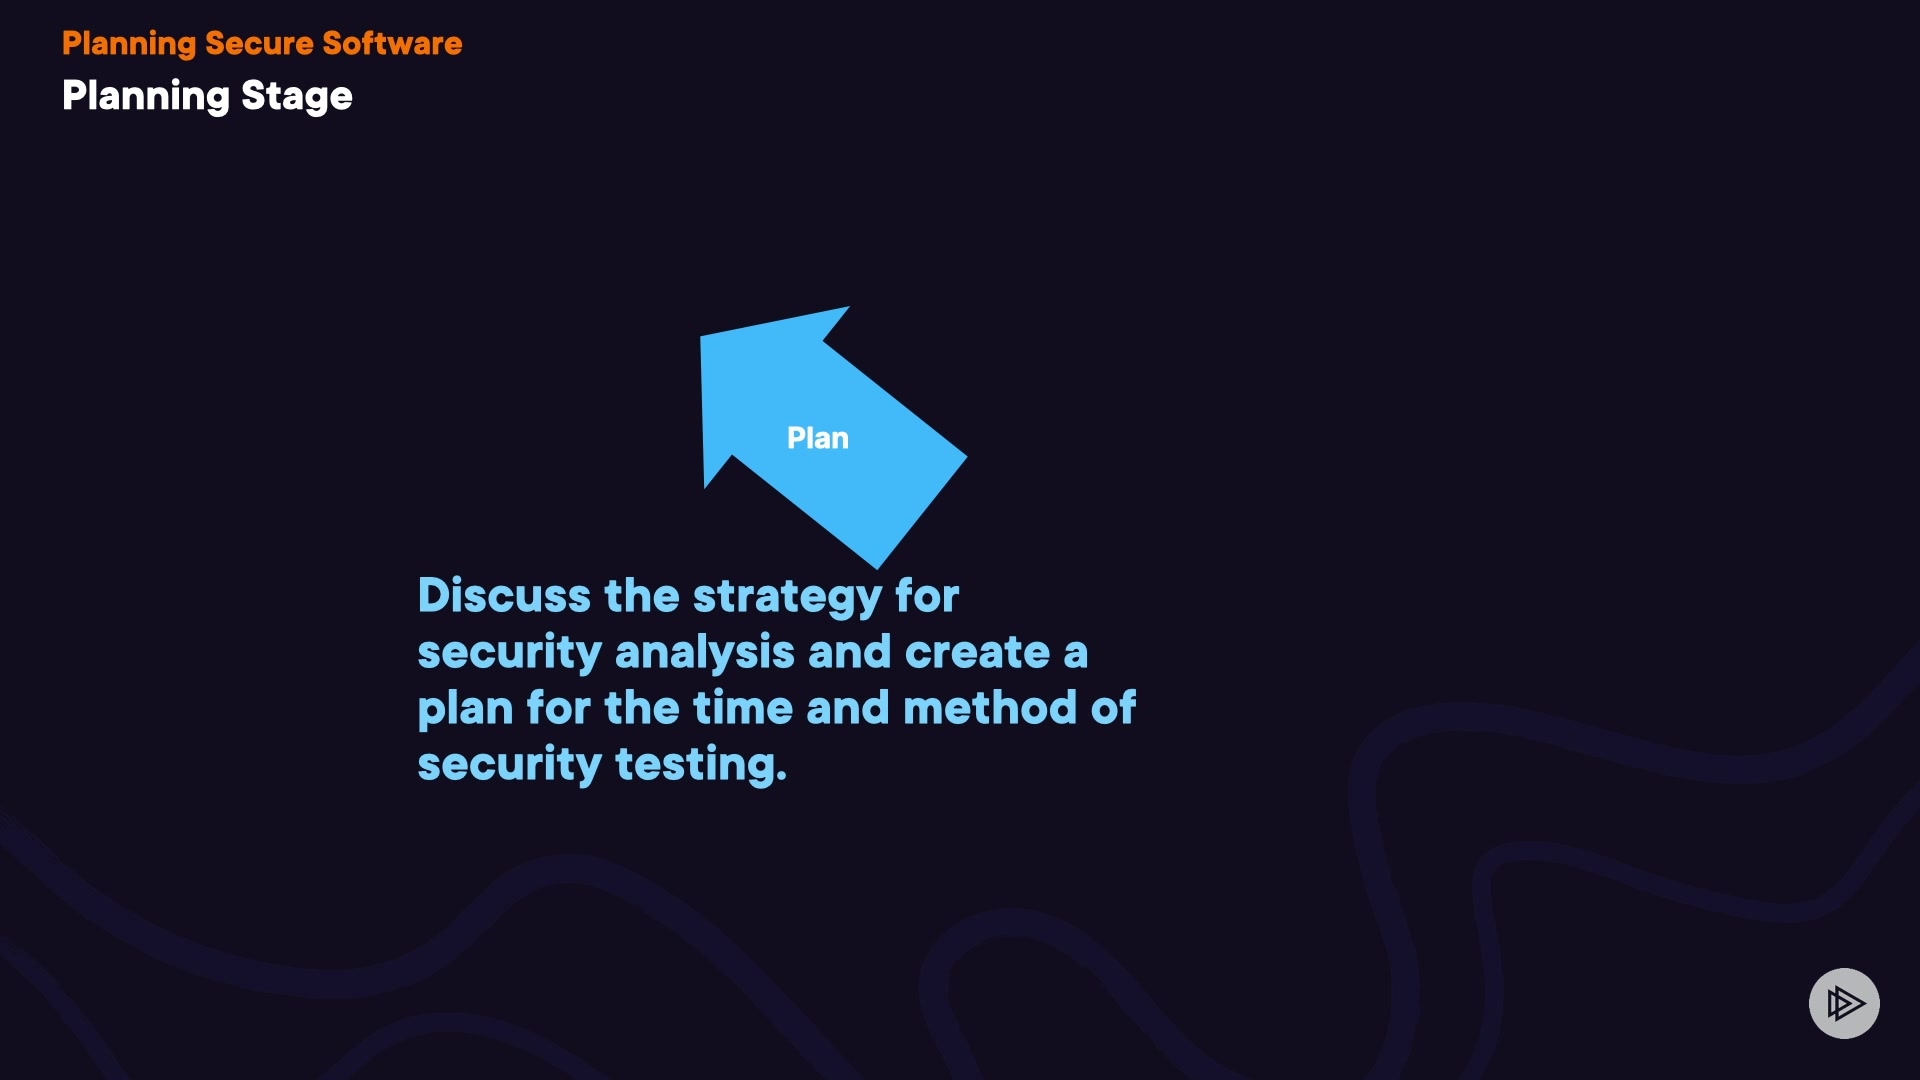 Planning Secure Software
Planning Stage
Plan
Discuss the strategy for
security analysis and create a
plan for the time and method of
security testing.